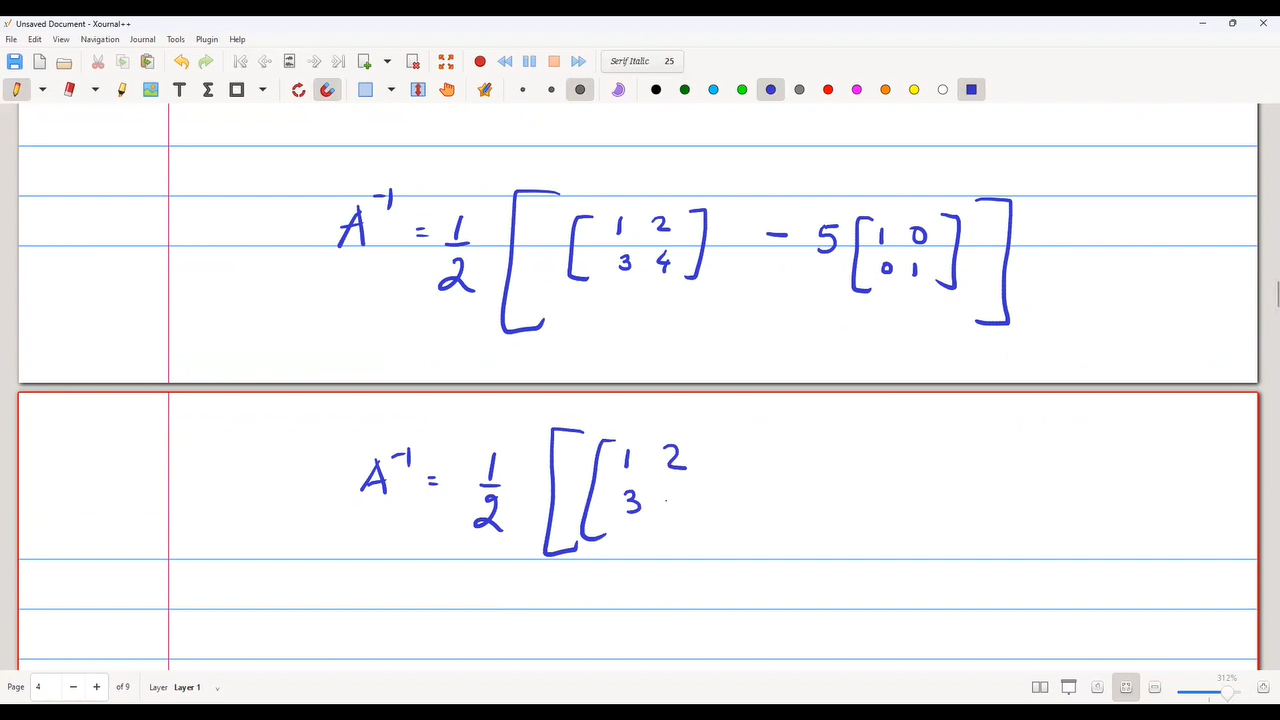 Unsaved Document - Xournal++
File Edit View Navigation Journal Tools Plugin Help
Serif Italic 25
A⁻¹ = 1/2 [ [ 1 2
3 4 ] - 5 [ 1 0
0 1 ] ]
A⁻¹ = 1/2 [ [ 1 2
3
Page 4 of 9 Layer Layer 1 312%